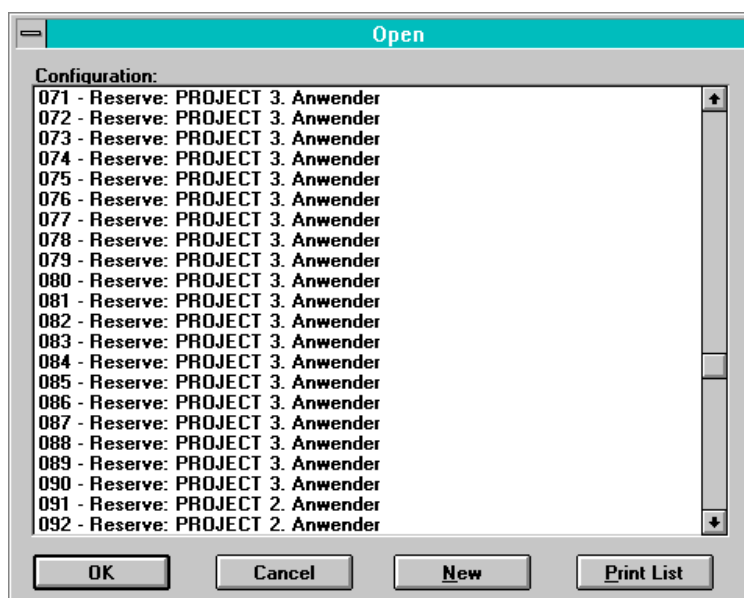 Open
Configuration:
071 - Reserve: PROJECT 3. Anwender
072 - Reserve: PROJECT 3. Anwender
073 - Reserve: PROJECT 3. Anwender
074 - Reserve: PROJECT 3. Anwender
075 - Reserve: PROJECT 3. Anwender
076 - Reserve: PROJECT 3. Anwender
077 - Reserve: PROJECT 3. Anwender
078 - Reserve: PROJECT 3. Anwender
079 - Reserve: PROJECT 3. Anwender
080 - Reserve: PROJECT 3. Anwender
081 - Reserve: PROJECT 3. Anwender
082 - Reserve: PROJECT 3. Anwender
083 - Reserve: PROJECT 3. Anwender
084 - Reserve: PROJECT 3. Anwender
085 - Reserve: PROJECT 3. Anwender
086 - Reserve: PROJECT 3. Anwender
087 - Reserve: PROJECT 3. Anwender
088 - Reserve: PROJECT 3. Anwender
089 - Reserve: PROJECT 3. Anwender
090 - Reserve: PROJECT 3. Anwender
091 - Reserve: PROJECT 2. Anwender
092 - Reserve: PROJECT 2. Anwender
OK Cancel New Print List